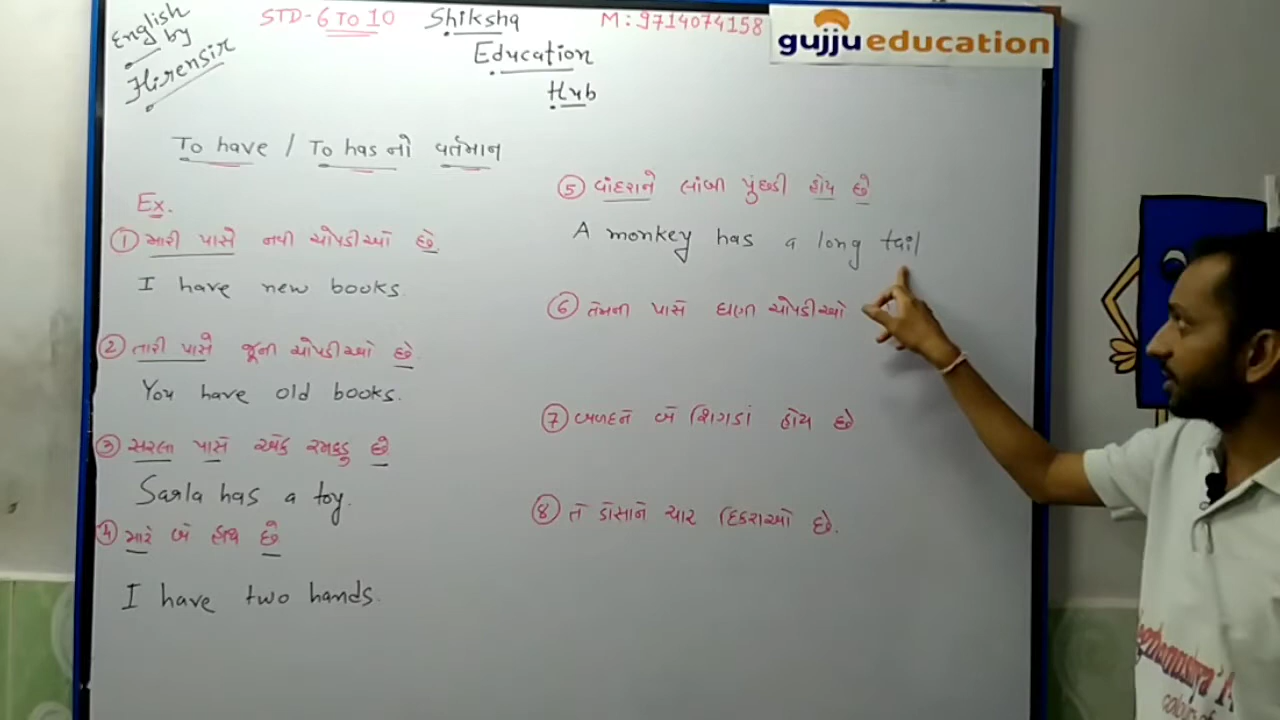 English by Hirensir
STD-6 TO 10
Shiksha
Education
Hub
M: 9714074158
gujjueducation
To have / To has નો વર્તમાન
Ex.
① મારી પાસે નવી ચોપડીઓ છે
I have new books.
② તારી પાસે જૂની ચોપડીઓ છે.
You have old books.
③ સરલા પાસે એક રમકડુ છે
Sarla has a toy.
④ મારે બે હાથ છે
I have two hands.
⑤ વાંદરાને લાંબી પુંછડી હોય છે
A monkey has a long tail
⑥ તેમની પાસે ઘણી ચોપડીઓ
⑦ બળદને બે શિંગડાં હોય છે
⑧ તે ડોસાને ચાર દિકરાઓ છે.